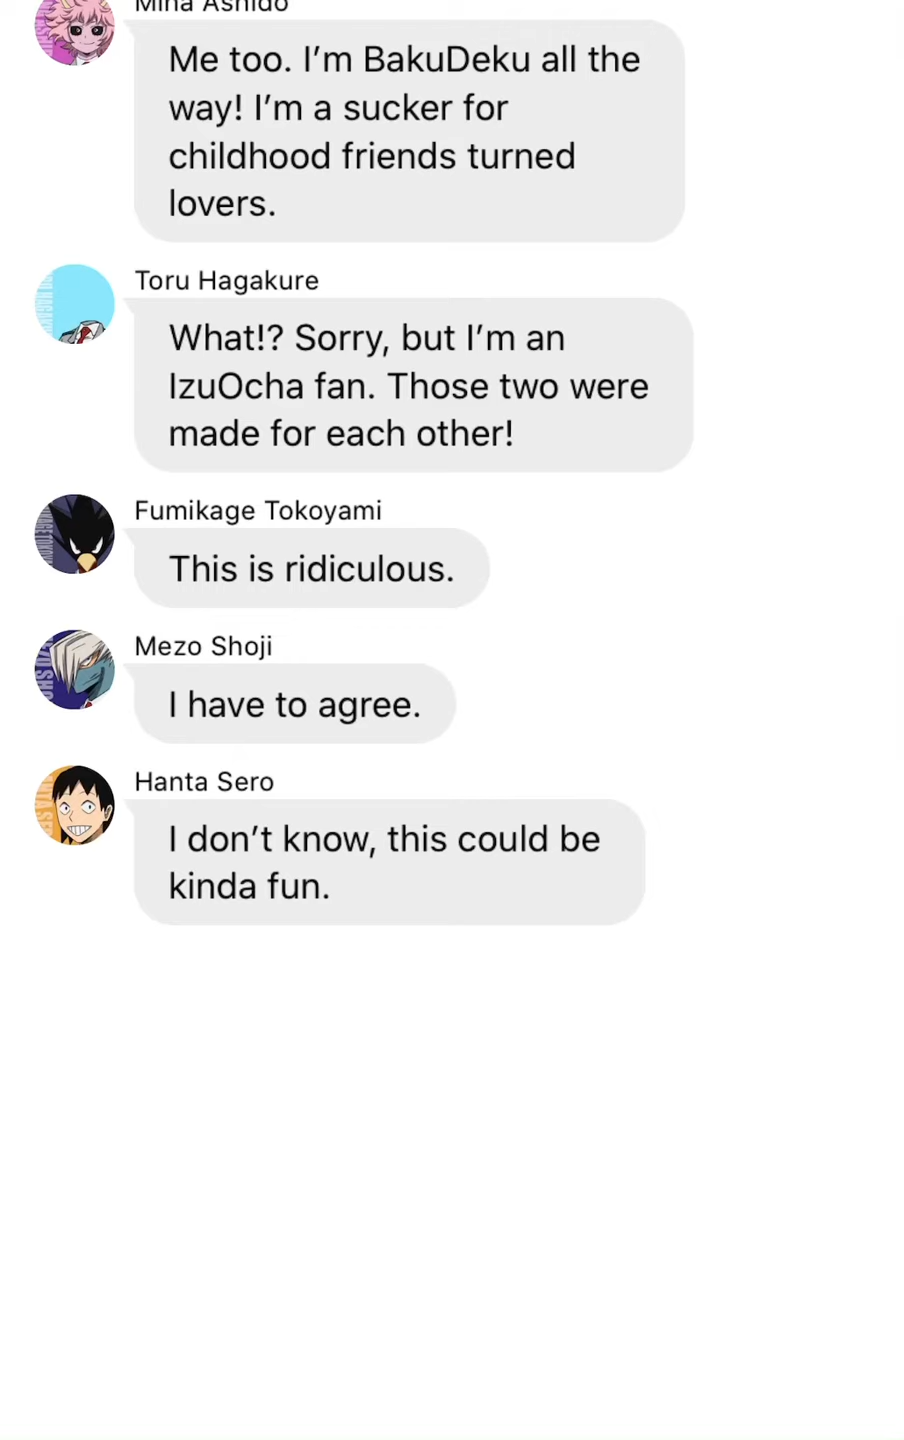 Mina Ashido
Me too. I’m BakuDeku all the
way! I’m a sucker for
childhood friends turned
lovers.
Toru Hagakure
What!? Sorry, but I’m an
IzuOcha fan. Those two were
made for each other!
Fumikage Tokoyami
This is ridiculous.
Mezo Shoji
I have to agree.
Hanta Sero
I don’t know, this could be
kinda fun.